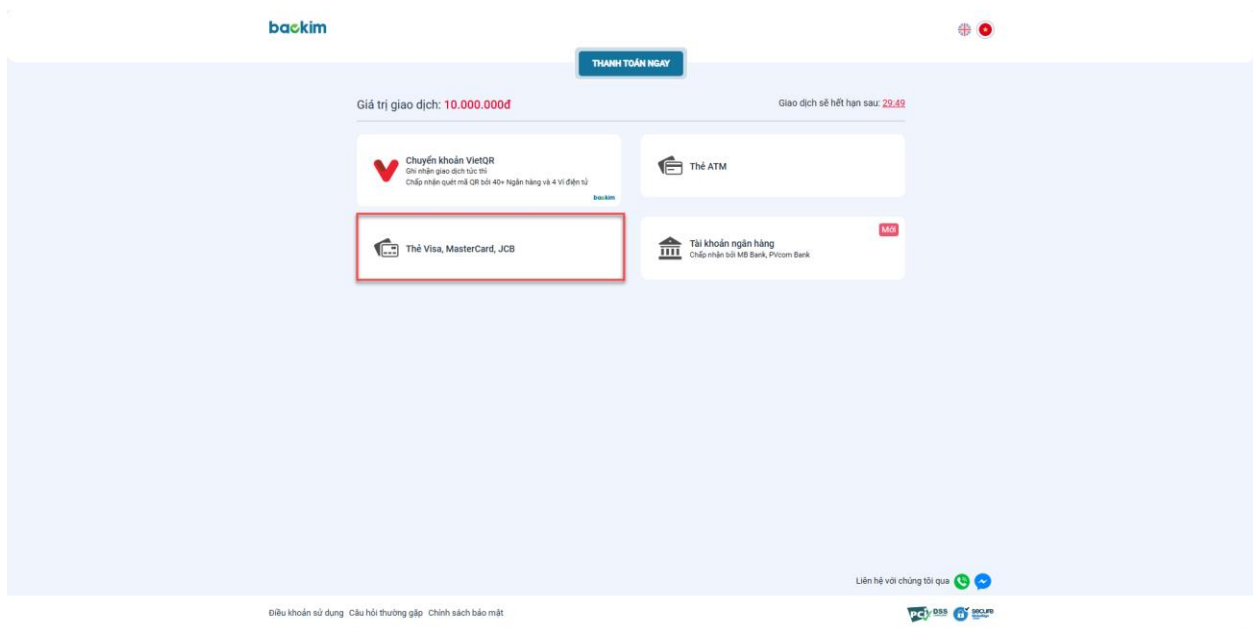 baokim
THANH TOÁN NGAY
Giá trị giao dịch: 10.000.000đ
Giao dịch sẽ hết hạn sau: 29:49
Chuyển khoản VietQR
Ghi nhận giao dịch tức thì
Chấp nhận quét mã QR bởi 40+ Ngân hàng và 4 Ví điện tử
baokim
Thẻ ATM
Thẻ Visa, MasterCard, JCB
Mới
Tài khoản ngân hàng
Chấp nhận bởi MB Bank, PVcom Bank
Liên hệ với chúng tôi qua
Điều khoản sử dụng Câu hỏi thường gặp Chính sách bảo mật
PCI DSS
SECURE